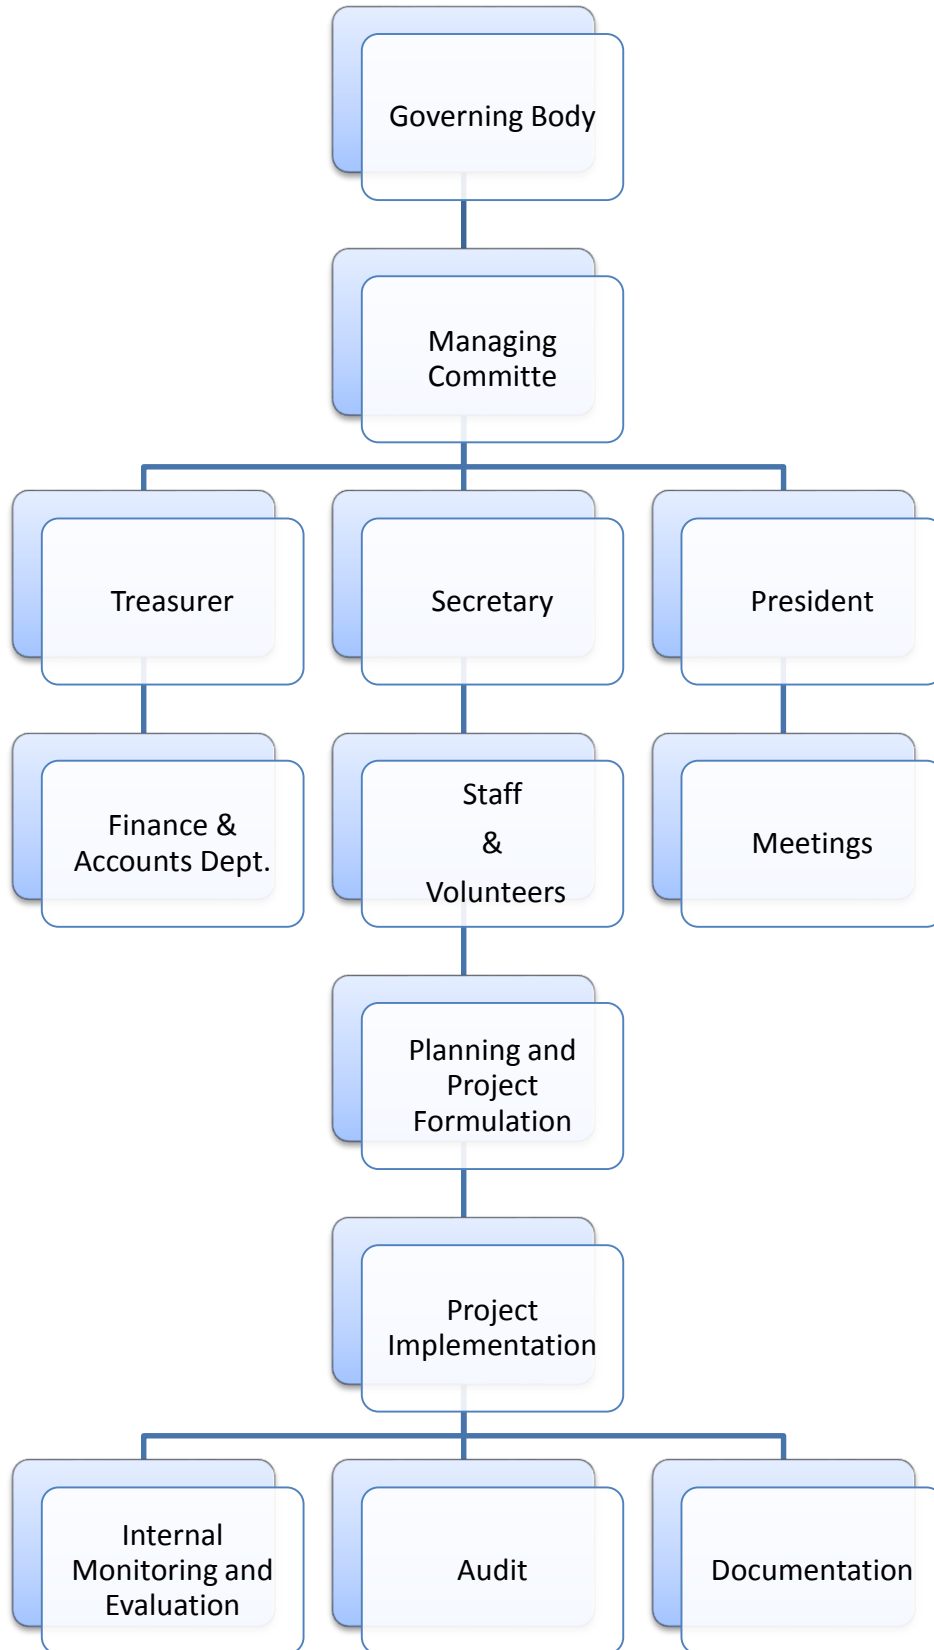 Governing Body
Managing
Committe
Treasurer
Secretary
President
Finance &
Accounts Dept.
Staff
&
Volunteers
Meetings
Planning and
Project
Formulation
Project
Implementation
Internal
Monitoring and
Evaluation
Audit
Documentation